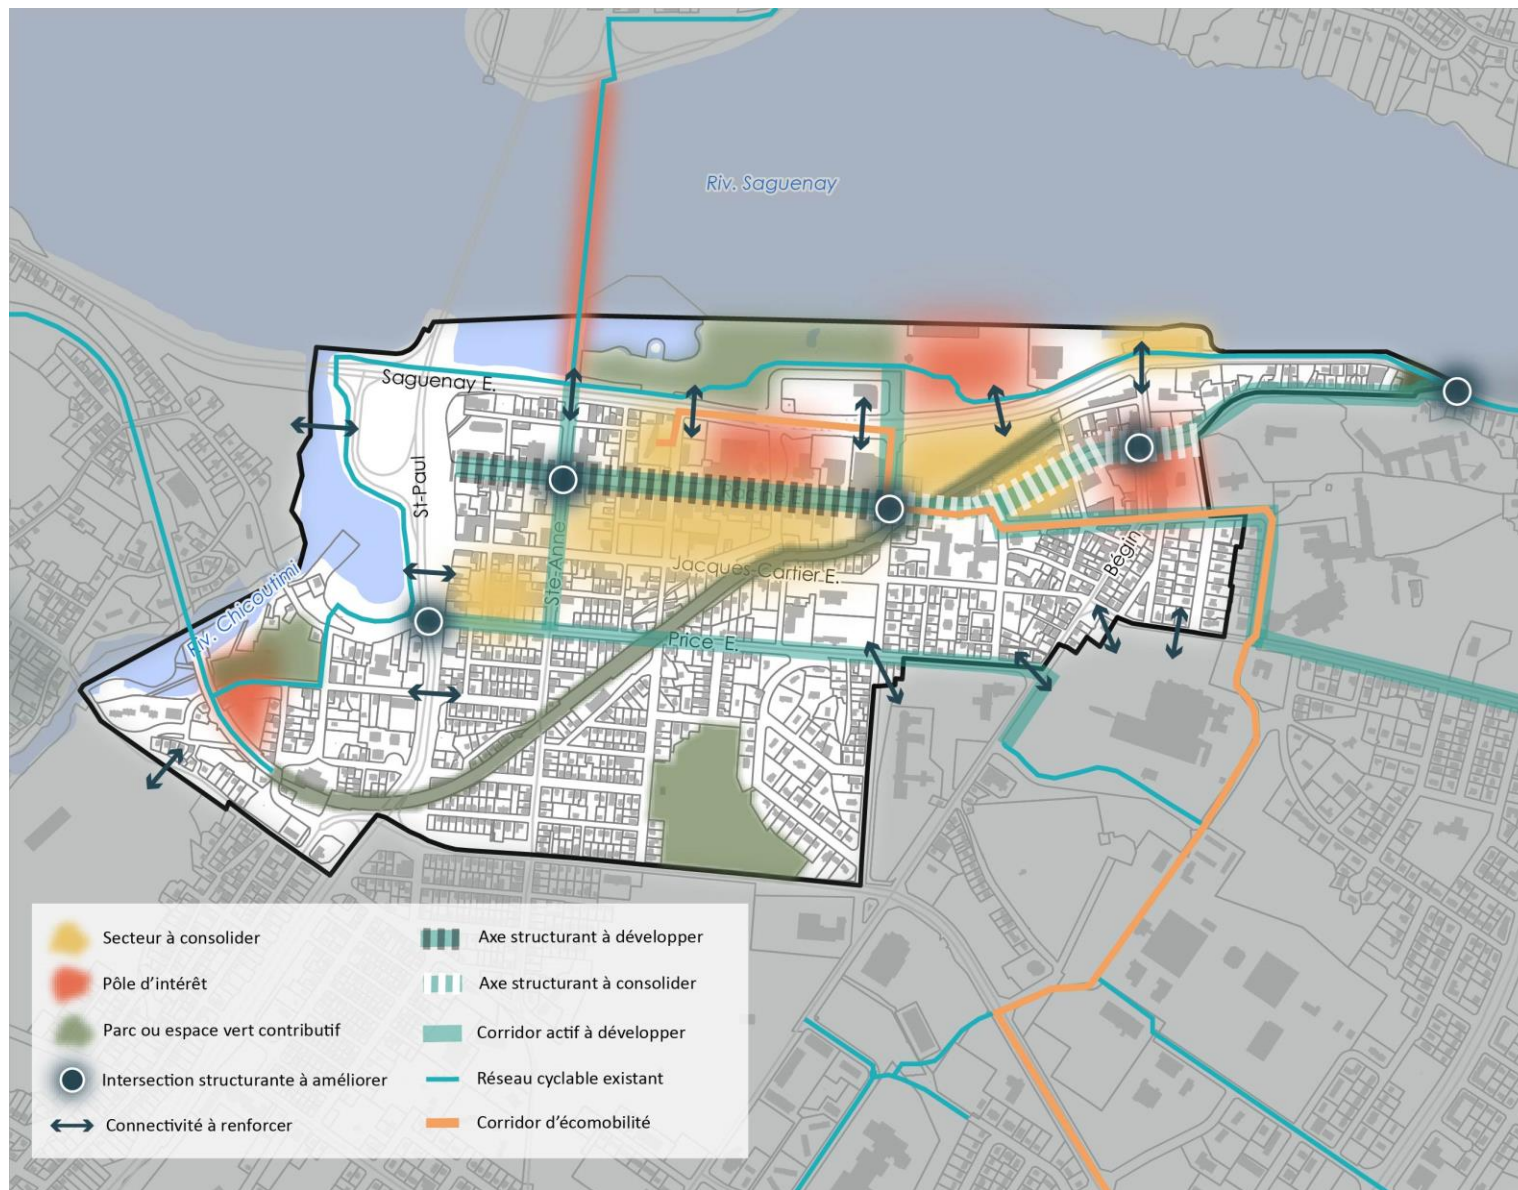 Riv. Saguenay
Saguenay E.
St-Paul
Racine E.
Ste-Anne
Jacques-Cartier E.
Bégin
Riv. Chicoutimi
Price E.
Secteur à consolider
Pôle d'intérêt
Parc ou espace vert contributif
Intersection structurante à améliorer
Connectivité à renforcer
Axe structurant à développer
Axe structurant à consolider
Corridor actif à développer
Réseau cyclable existant
Corridor d'écomobilité